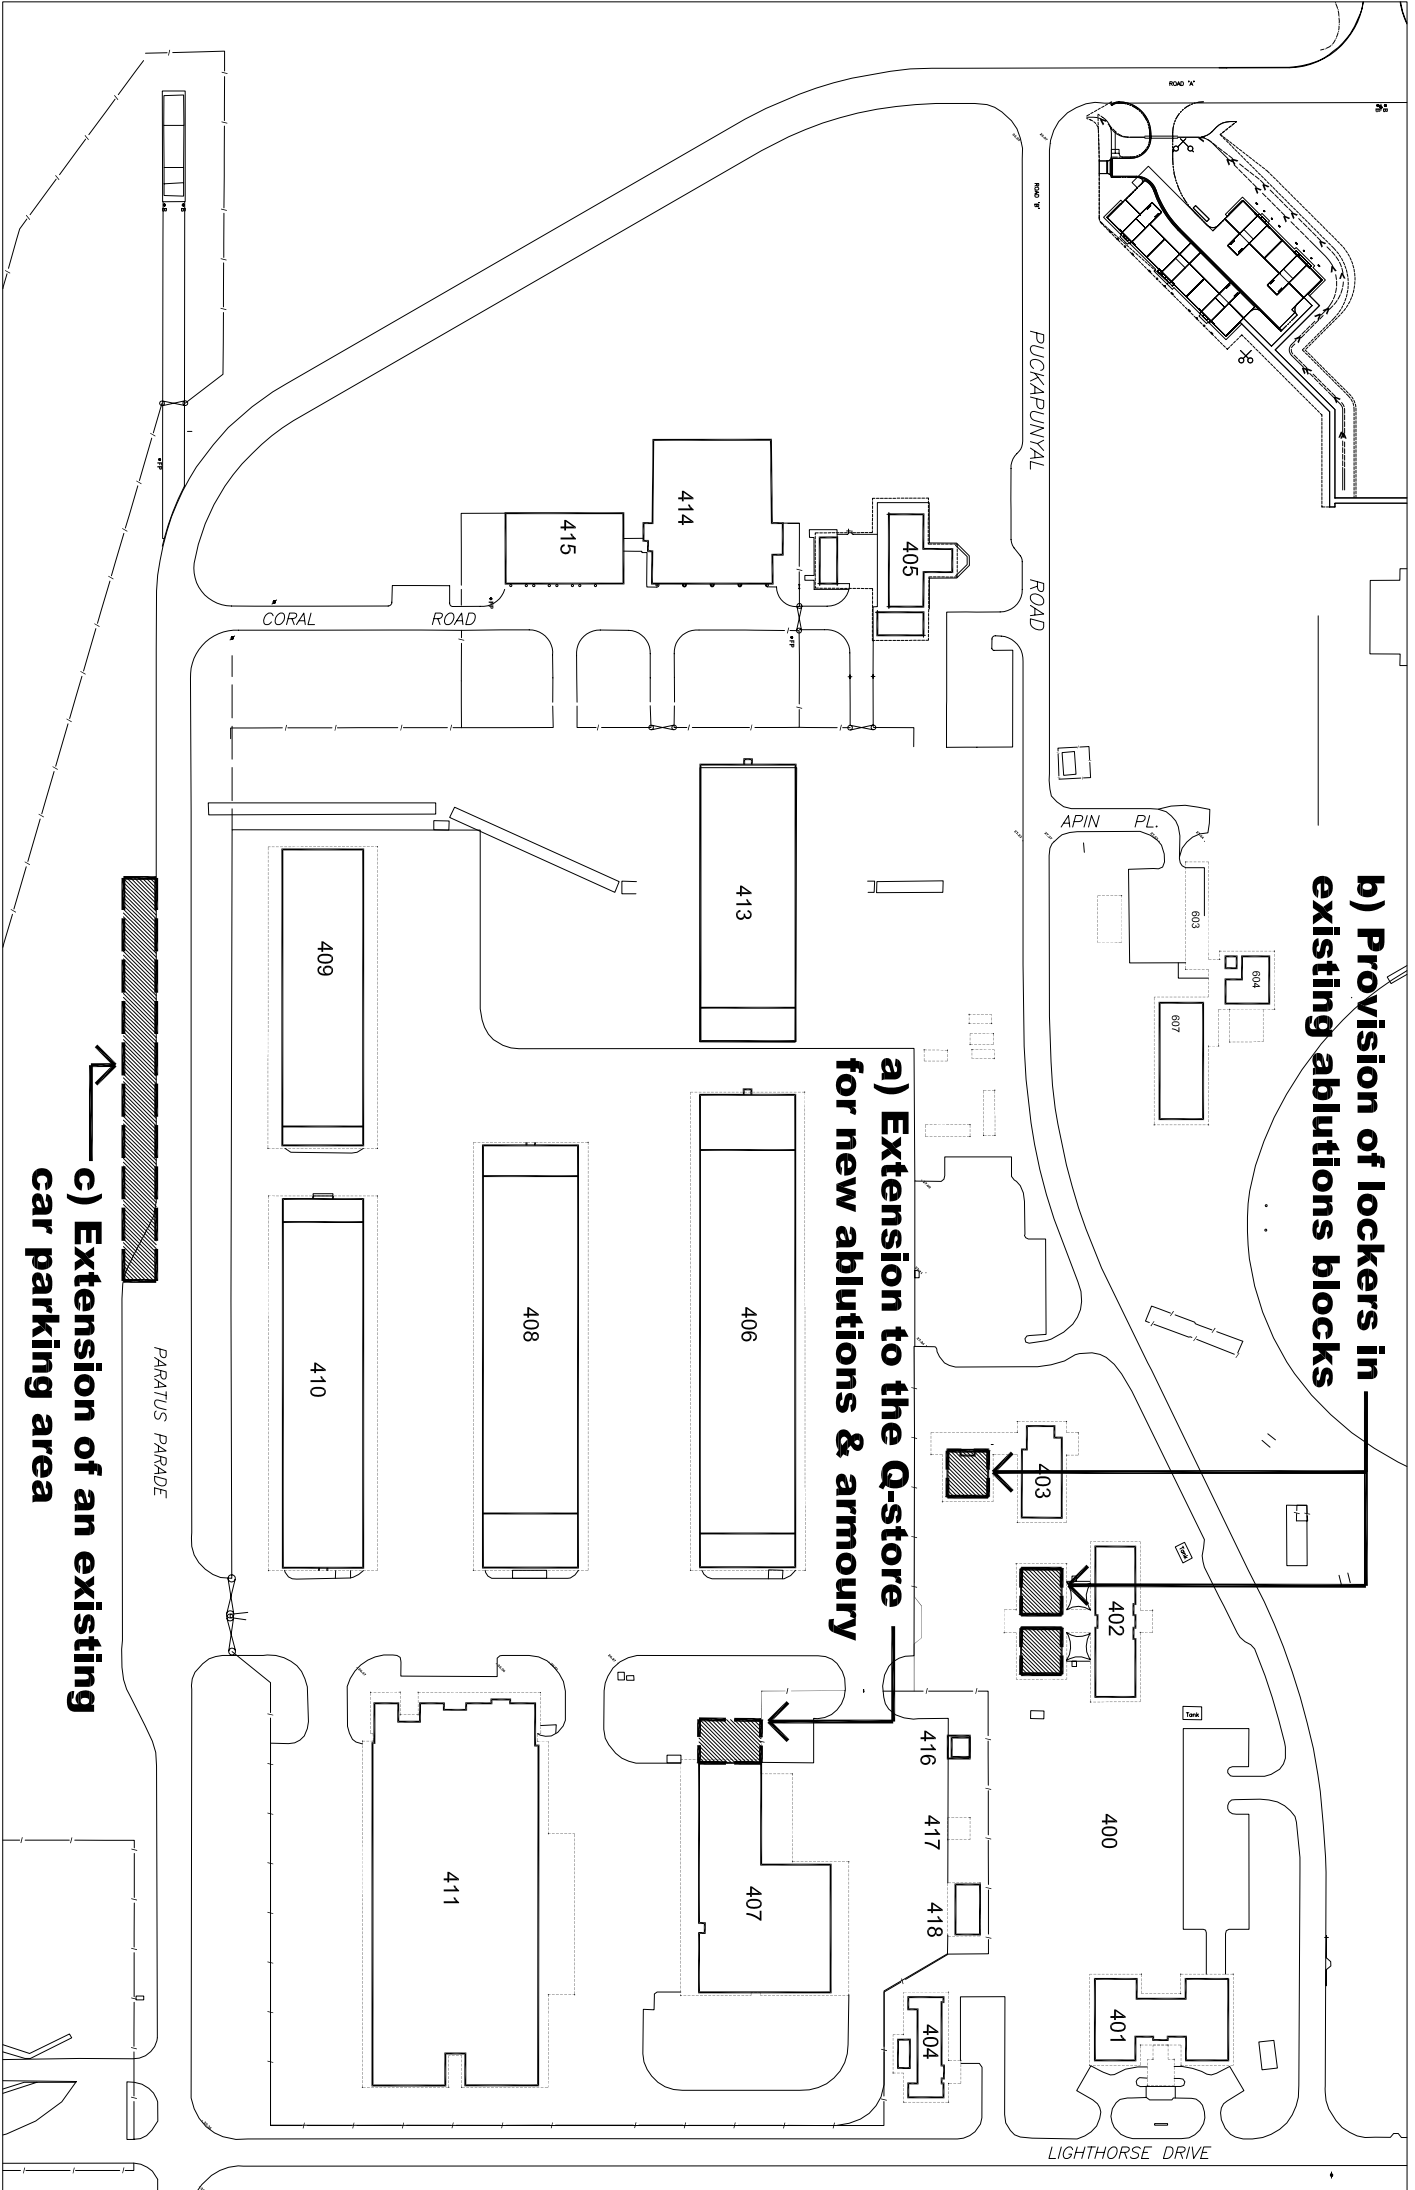 b) Provision of lockers in
existing ablutions blocks
a) Extension to the Q-store
for new ablutions & armoury
c) Extension of an existing
car parking area
ROAD "A"
ROAD "B"
PUCKAPUNYAL ROAD
APIN PL.
CORAL ROAD
PARATUS PARADE
LIGHTHORSE DRIVE
603
604
607
405
414
415
413
409
406
408
410
403
402
Tank
Tank
400
416
417
418
407
411
401
404
FP
FP
FP